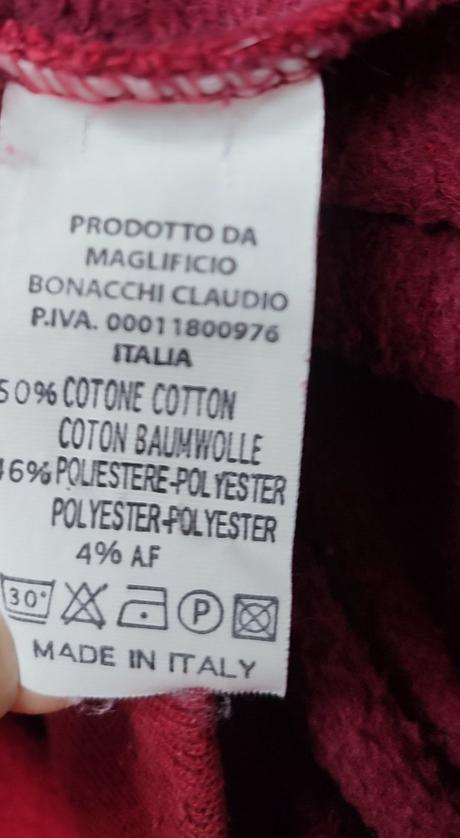 PRODOTTO DA
MAGLIFICIO
BONACCHI CLAUDIO
P.IVA. 00011800976
ITALIA
50% COTONE COTTON
COTON BAUMWOLLE
46% POLIESTERE-POLYESTER
POLYESTER-POLYESTER
4% A.F
30° P
MADE IN ITALY